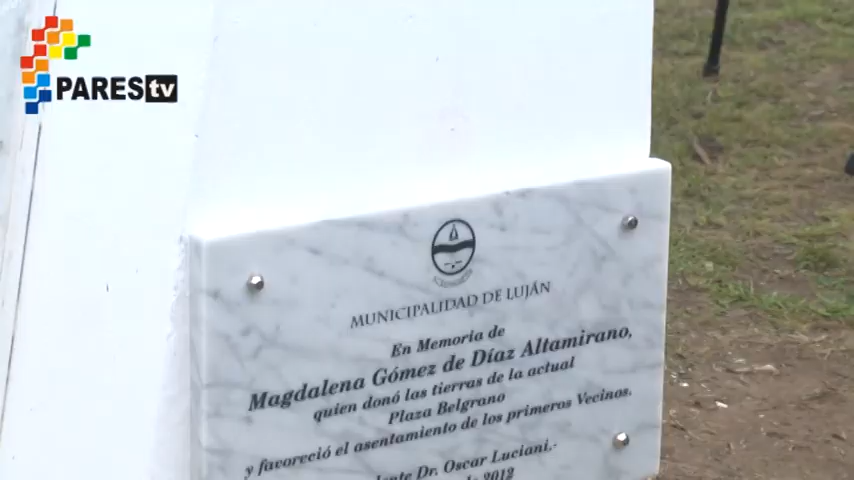 PARES tv
MUNICIPALIDAD DE LUJÁN
En Memoria de
Magdalena Gómez de Díaz Altamirano,
quien donó las tierras de la actual
Plaza Belgrano
y favoreció el asentamiento de los primeros Vecinos.
Dr. Oscar Luciani.-
2012